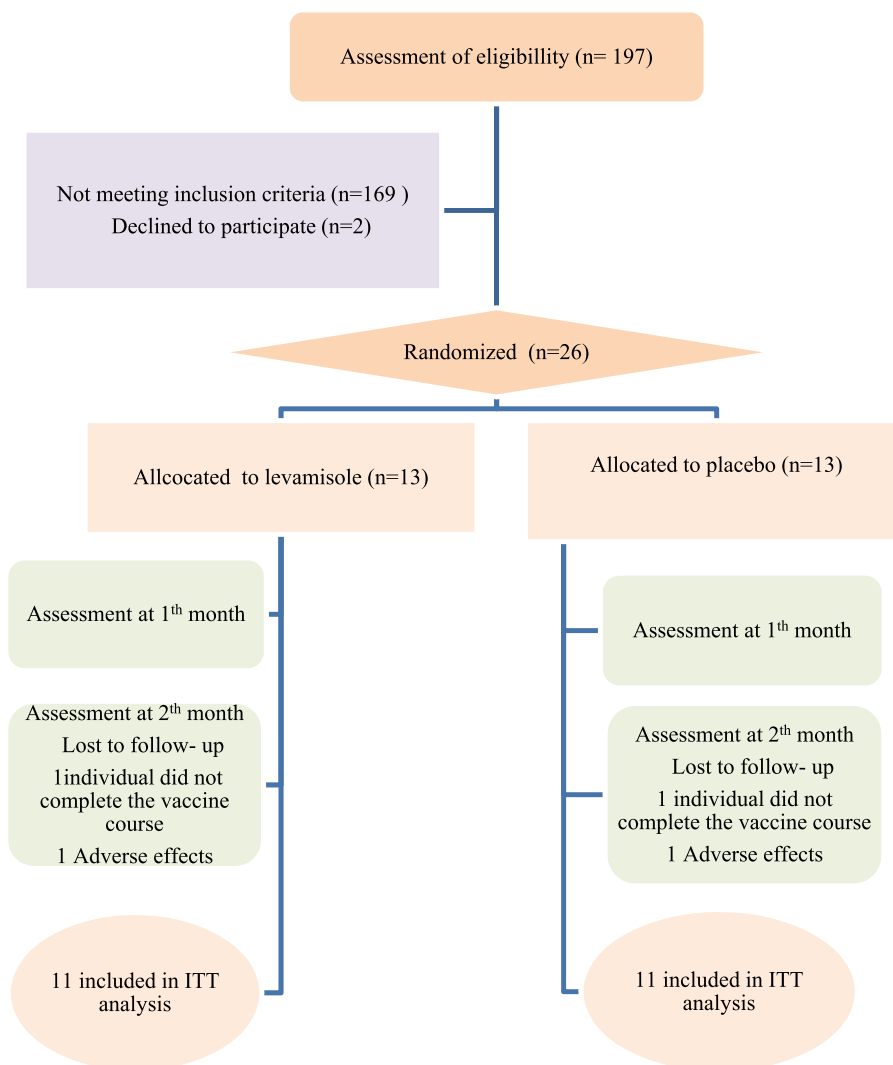 Assessment of eligibillity (n= 197)
Not meeting inclusion criteria (n=169 )
Declined to participate (n=2)
Randomized (n=26)
Allcocated to levamisole (n=13)
Allocated to placebo (n=13)
Assessment at 1th month
Assessment at 1th month
Assessment at 2th month
Lost to follow- up
1individual did not
complete the vaccine
course
1 Adverse effects
Assessment at 2th month
Lost to follow- up
1 individual did not
complete the vaccine course
1 Adverse effects
11 included in ITT
analysis
11 included in ITT
analysis